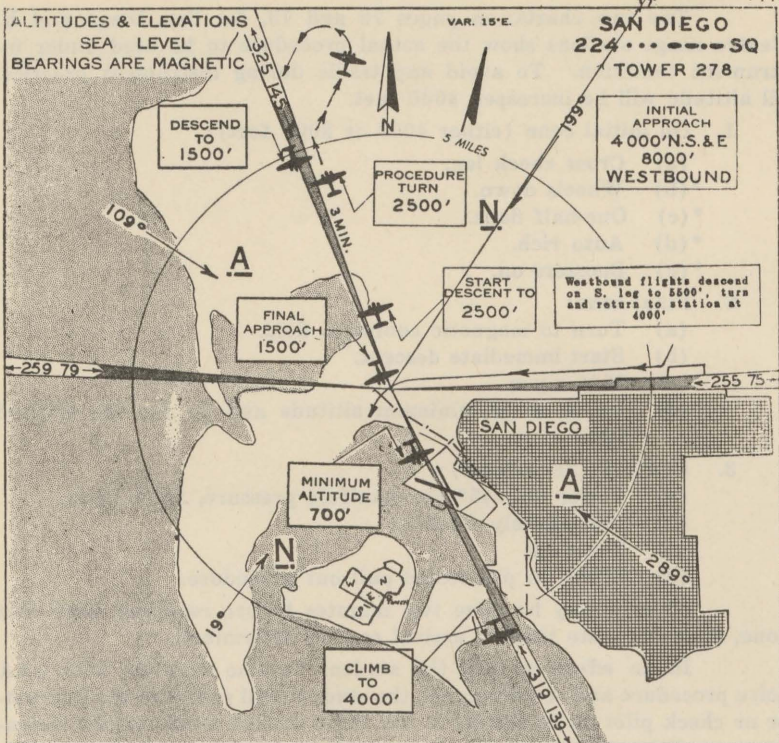 ALTITUDES & ELEVATIONS
SEA LEVEL
BEARINGS ARE MAGNETIC
VAR. 15°E.
SAN DIEGO
224 ...--.- SQ
TOWER 278
INITIAL
APPROACH
4000' N.S.& E
8000'
WESTBOUND
325 145
N
5 MILES
199°
DESCEND
TO
1500'
PROCEDURE
TURN
2500'
3 MIN.
N
109°
A
START
DESCENT TO
2500'
Westbound flights descend
on S. leg to 5500', turn
and return to station at
4000'
FINAL
APPROACH
1500'
259 79
255 75
SAN DIEGO
MINIMUM
ALTITUDE
700'
A
289°
N
19°
N
E
W
S
CLIMB
TO
4000'
319 139